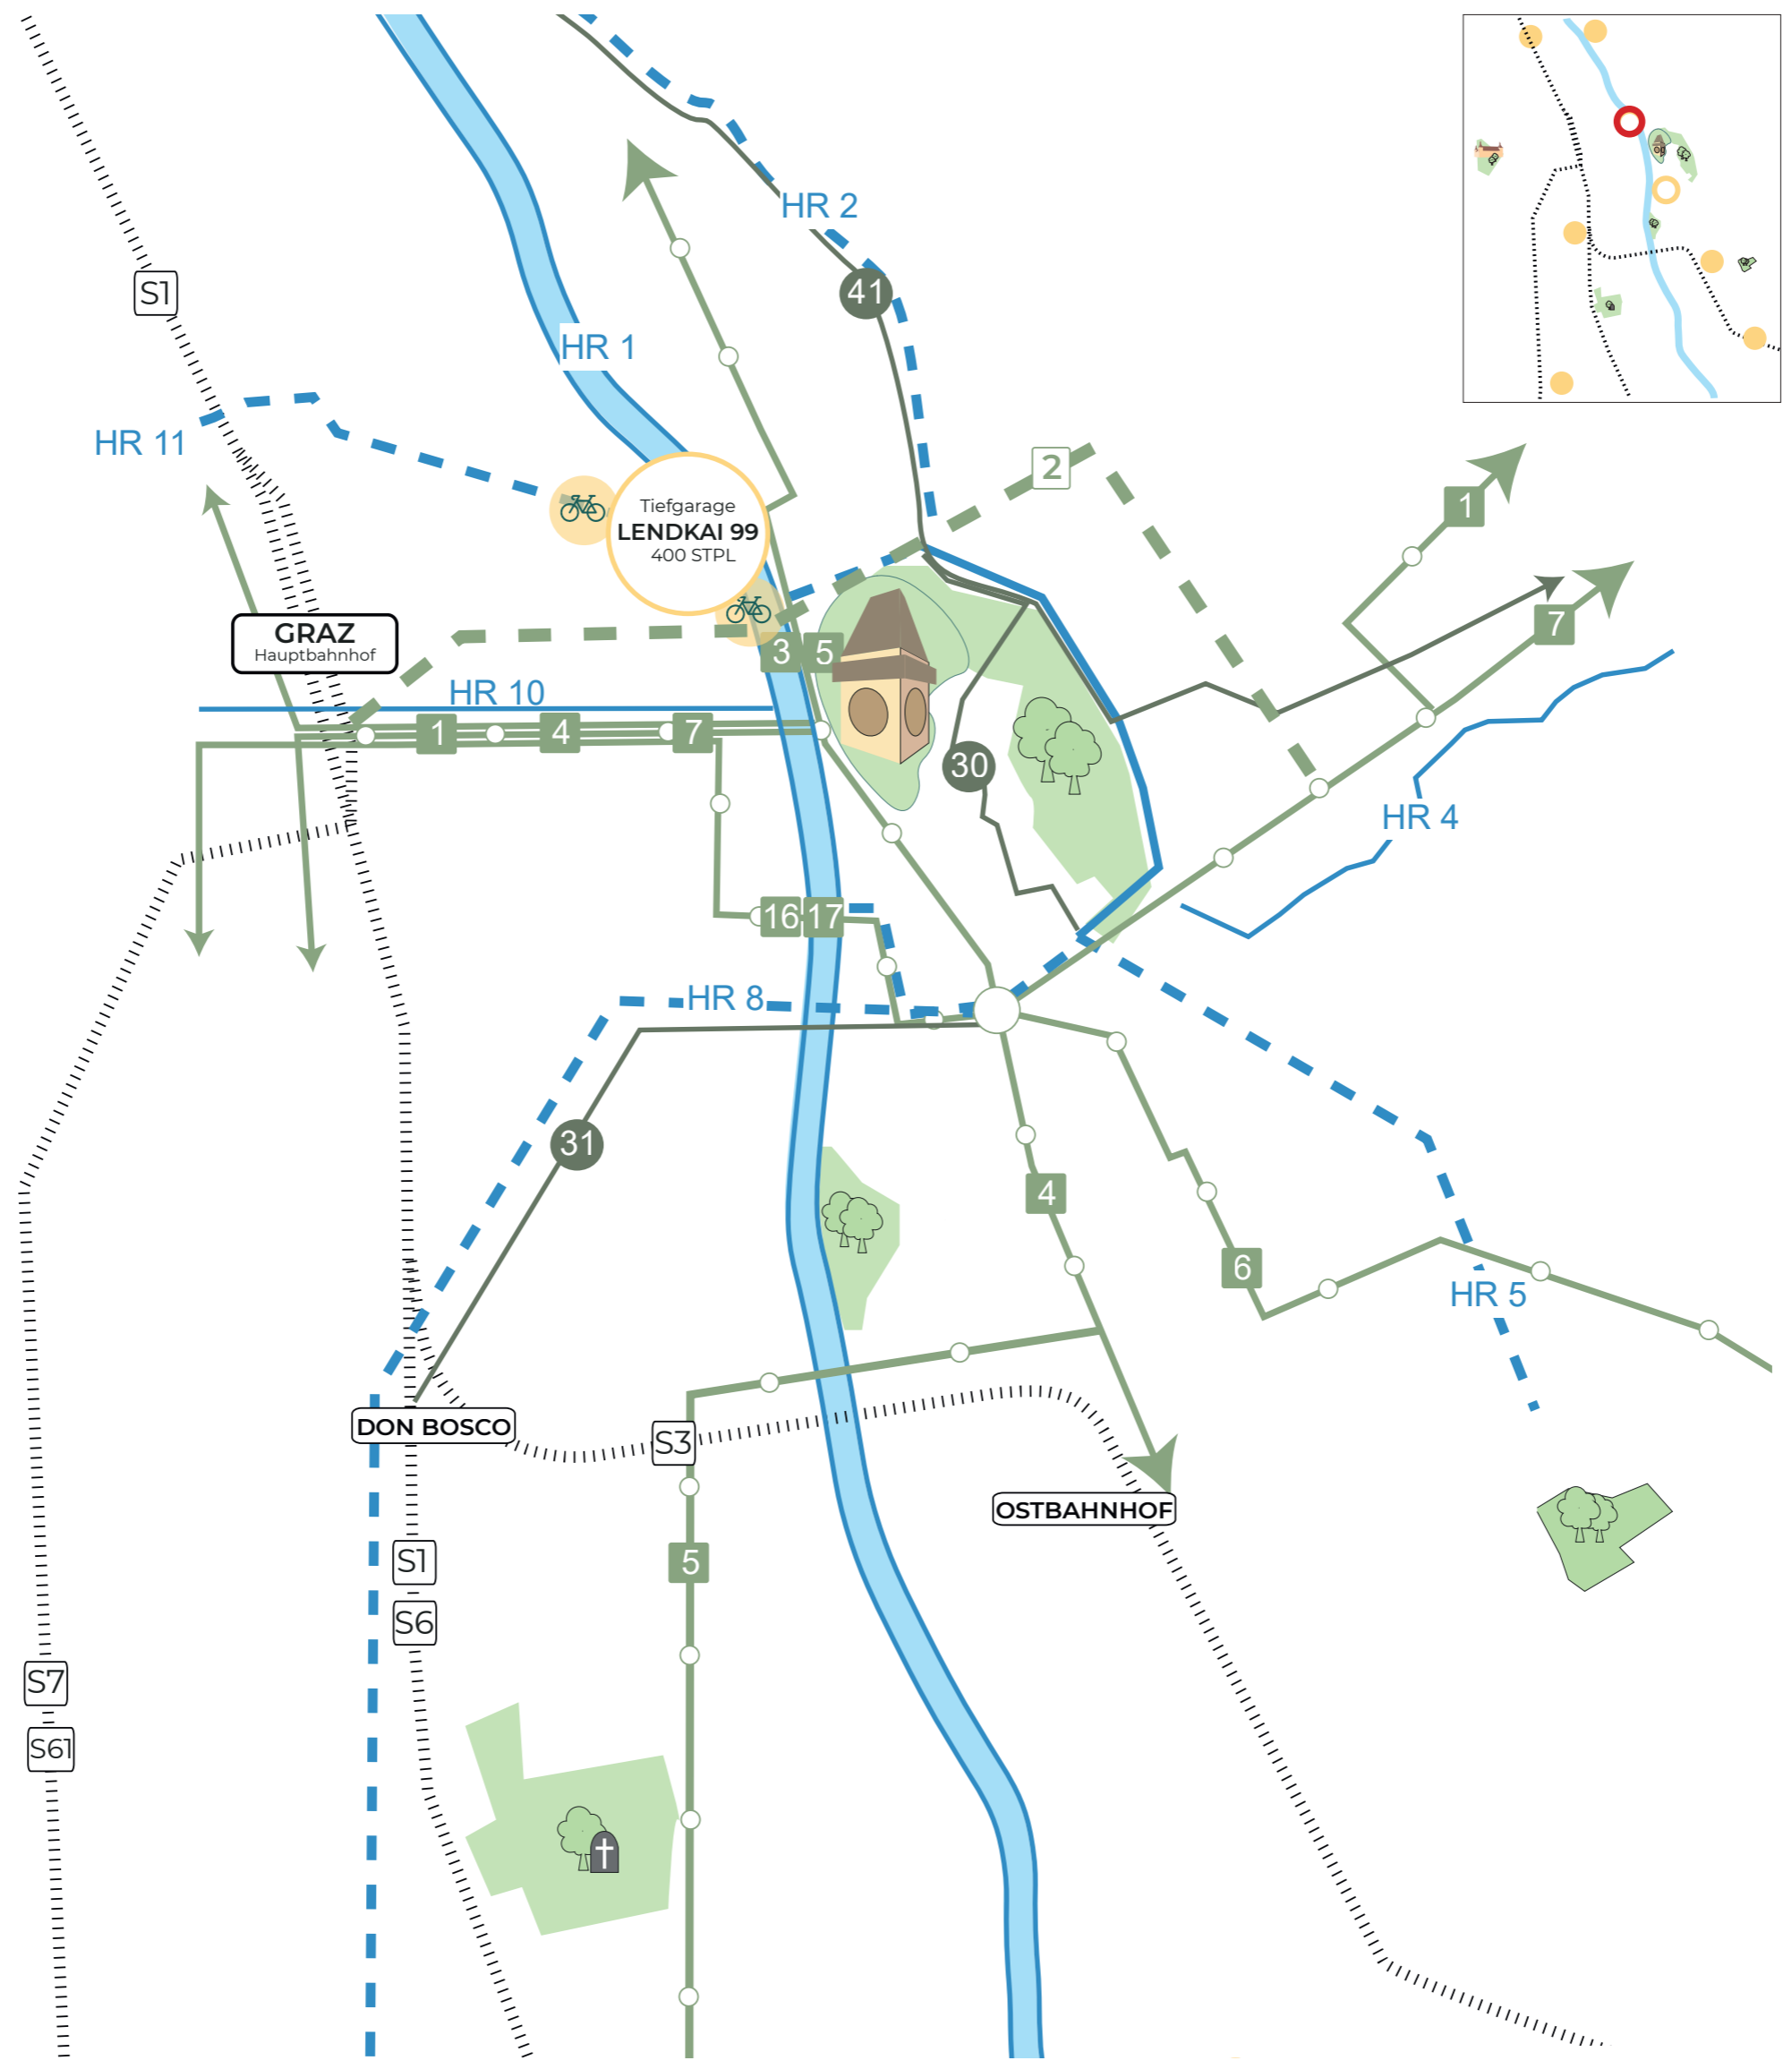 HR 2
S1
41
HR 1
HR 11
2
1
Tiefgarage
LENDKAI 99
400 STPL
7
GRAZ
Hauptbahnhof
3 5
HR 10
1 4 7
30
HR 4
16 17
HR 8
31
4
6
HR 5
DON BOSCO
S3
OSTBAHNHOF
S1
5
S6
S7
S61